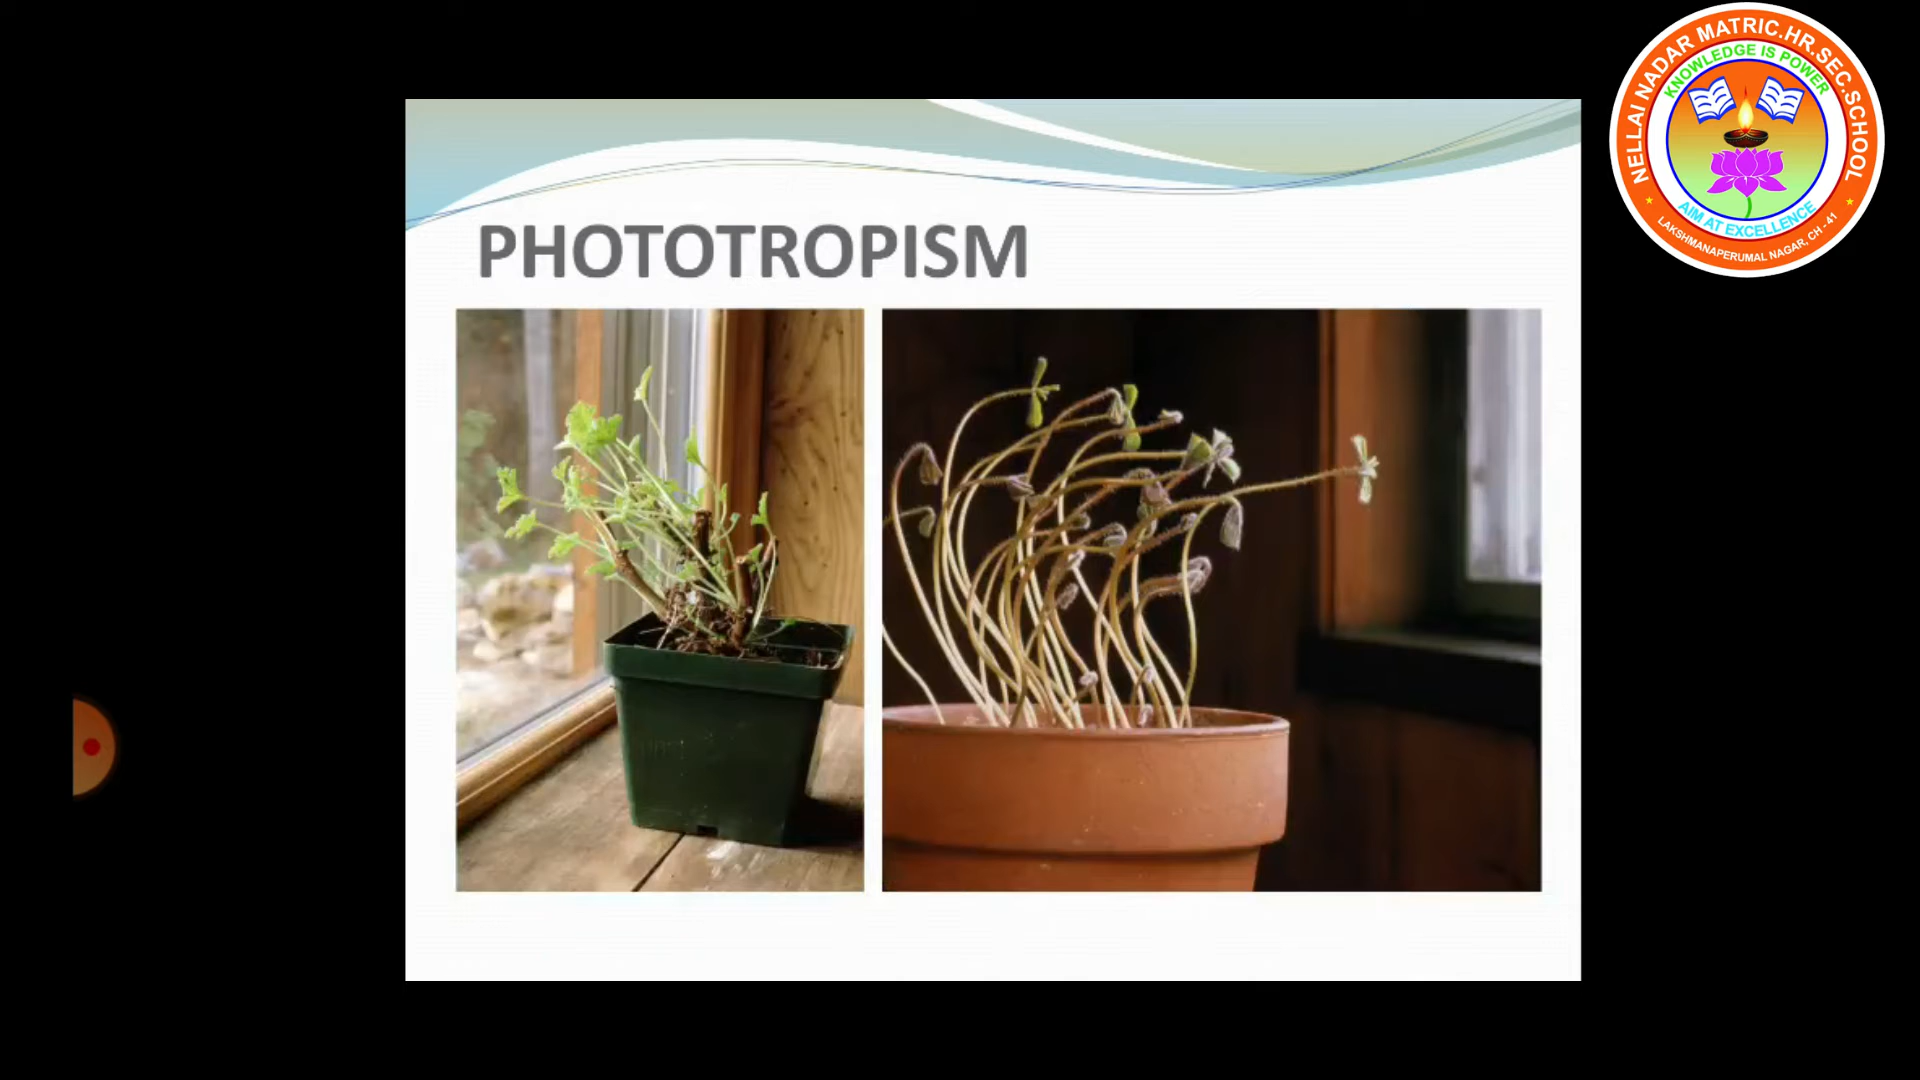 PHOTOTROPISM
NELLAI NADAR MATRIC.HR.SEC.SCHOOL
KNOWLEDGE IS POWER
AIM AT EXCELLENCE
LAKSHMANAPERUMAL NAGAR, CH - 41